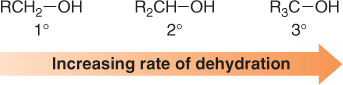 RCH₂–OH R₂CH–OH R₃C–OH
1° 2° 3°
Increasing rate of dehydration